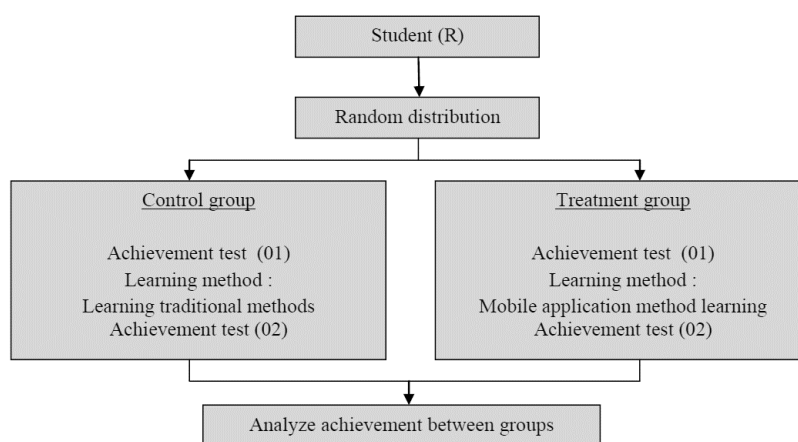 Student (R)
Random distribution
Control group
Achievement test (01)
Learning method :
Learning traditional methods
Achievement test (02)
Treatment group
Achievement test (01)
Learning method :
Mobile application method learning
Achievement test (02)
Analyze achievement between groups